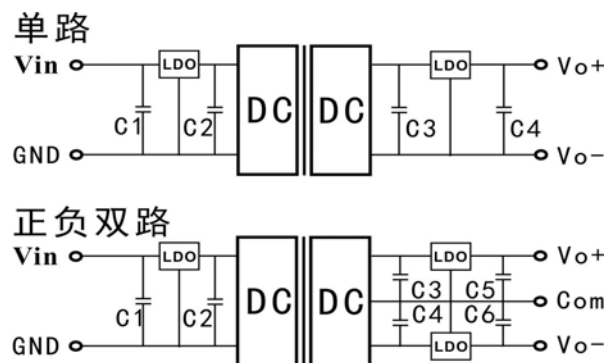 单路
Vin LDO DC DC LDO Vo+
C1 C2 C3 C4
GND Vo-
正负双路
Vin LDO DC DC LDO Vo+
C3 C5
Com
C1 C2 C4 C6
GND LDO Vo-